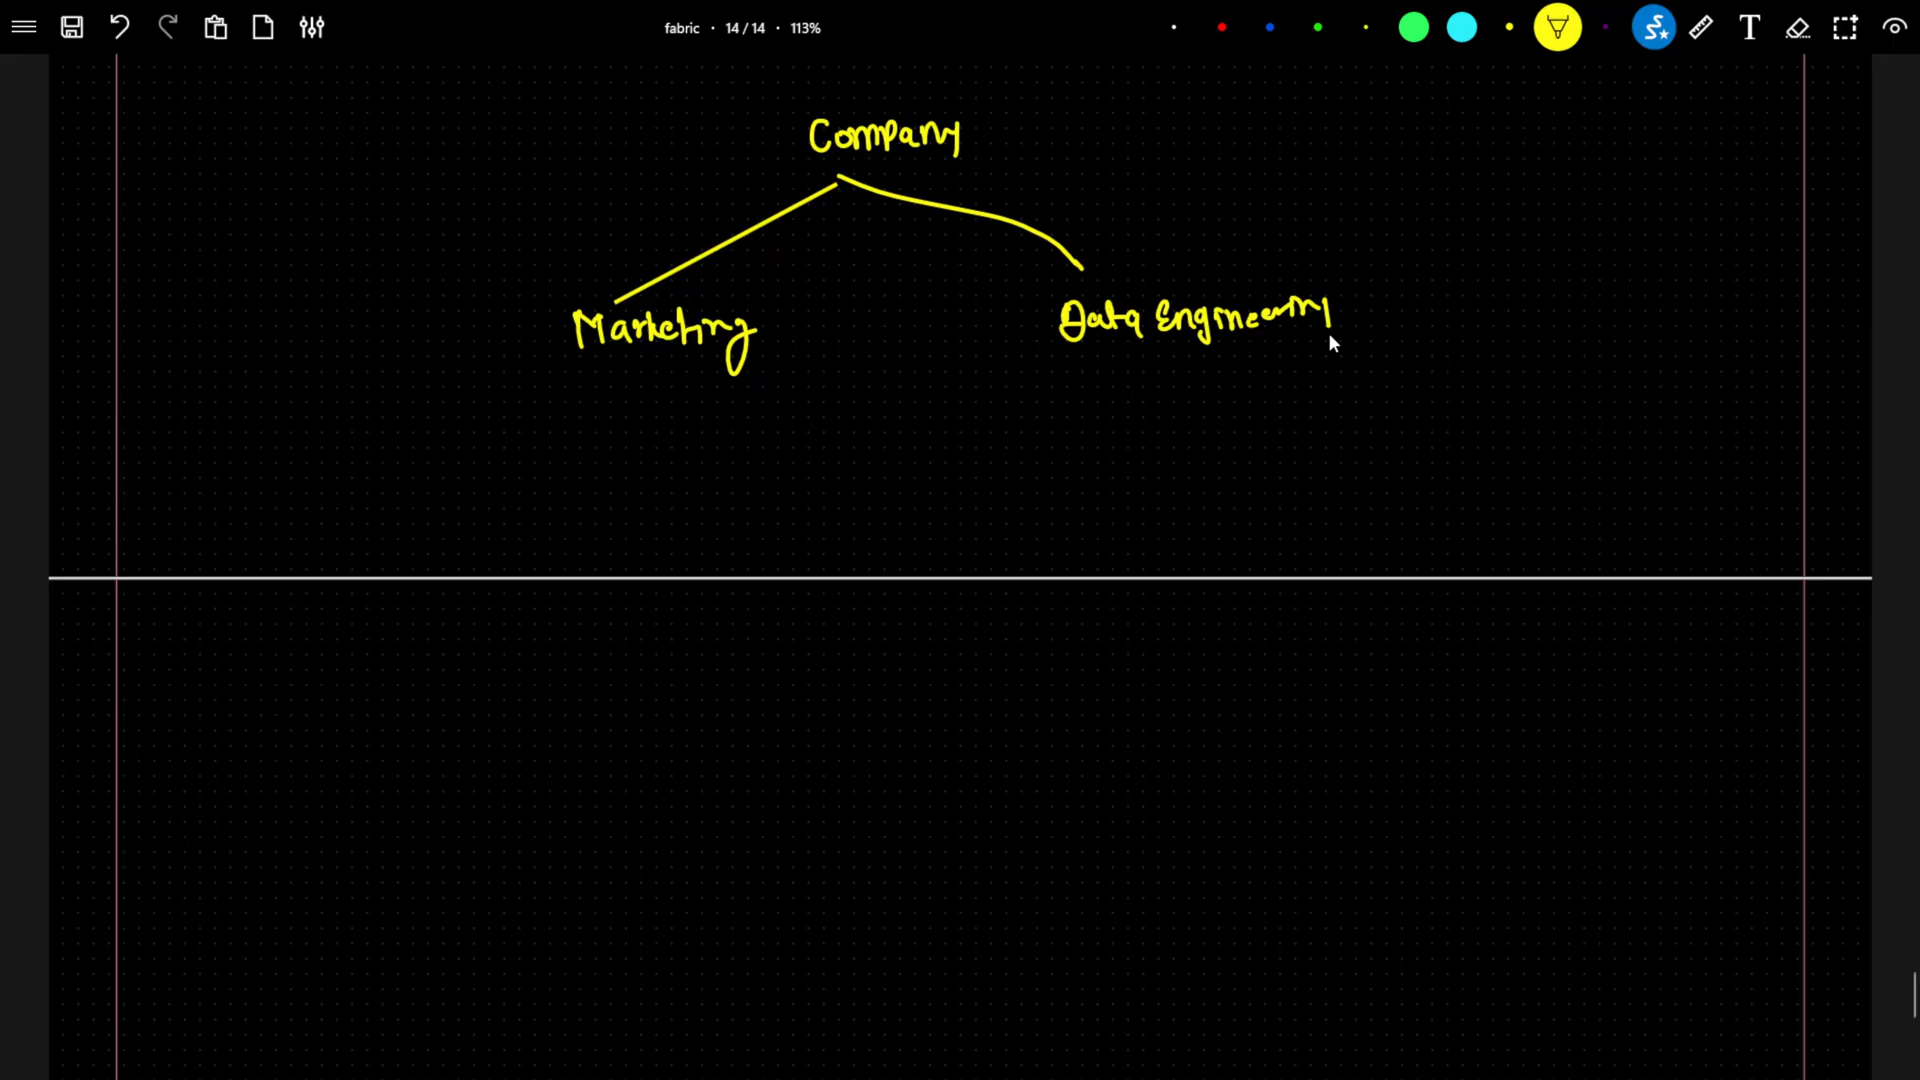 fabric • 14 / 14 • 113%
Company
Marketing
Data Engineering